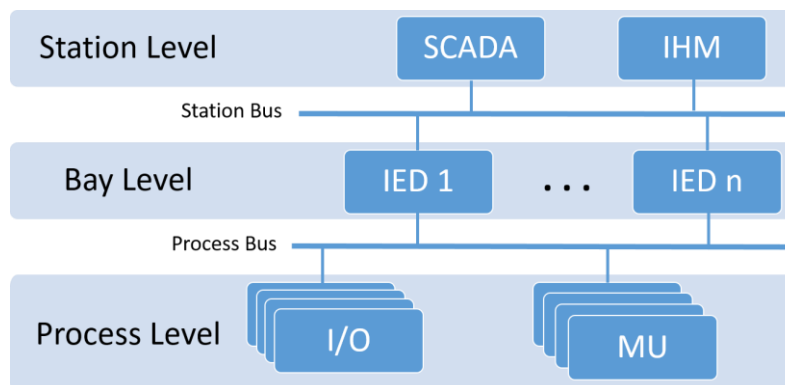 Station Level
SCADA
IHM
Station Bus
Bay Level
IED 1
. . .
IED n
Process Bus
Process Level
I/O
MU